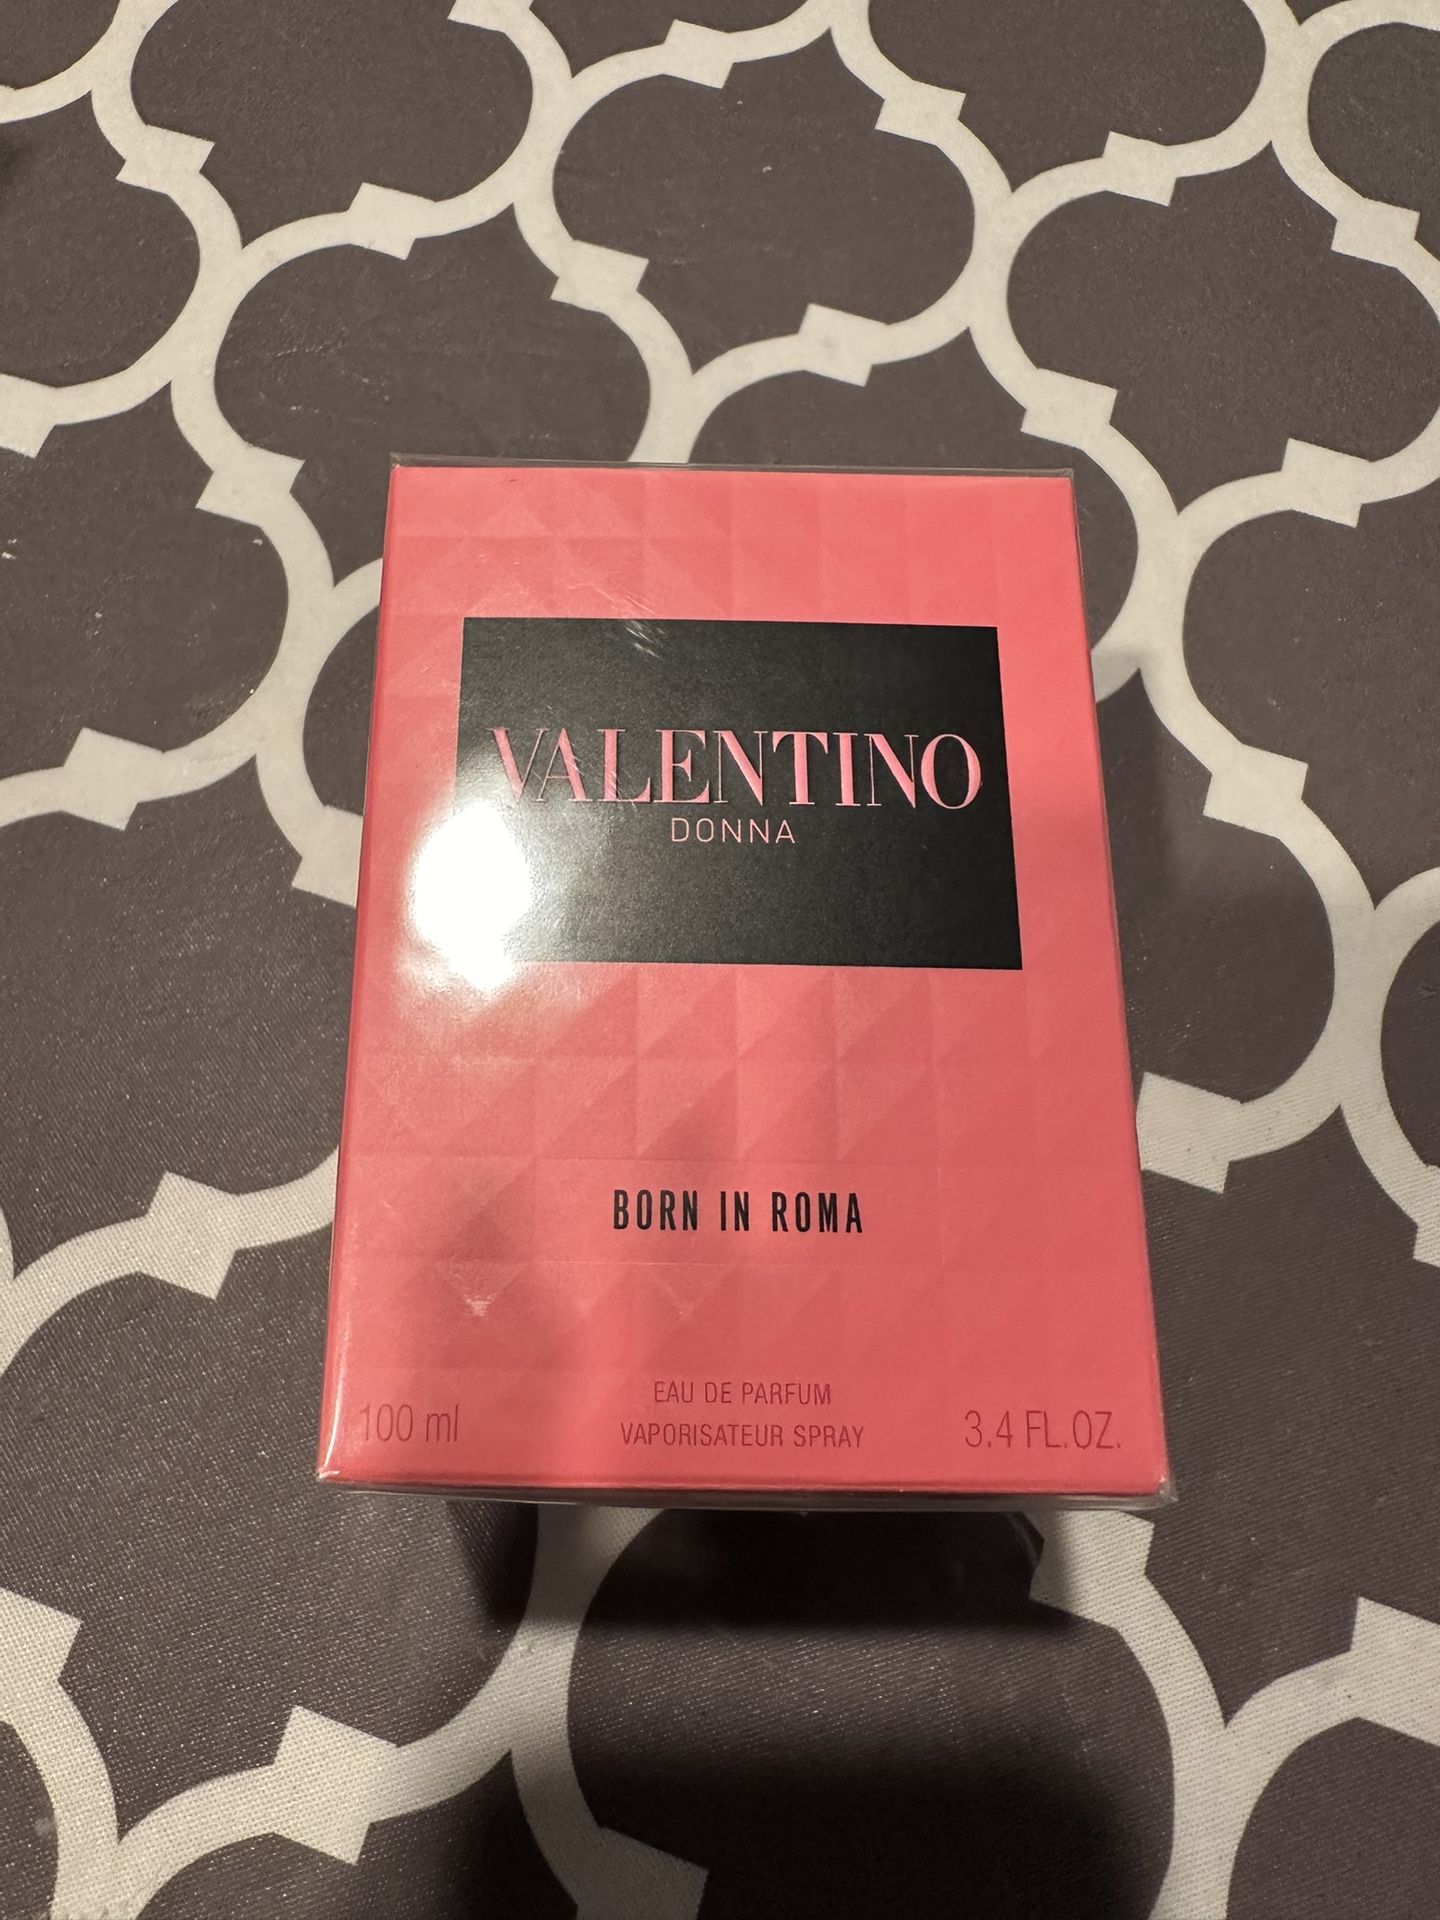 VALENTINO
DONNA
BORN IN ROMA
EAU DE PARFUM
100 ml VAPORISATEUR SPRAY 3.4 FL.OZ.